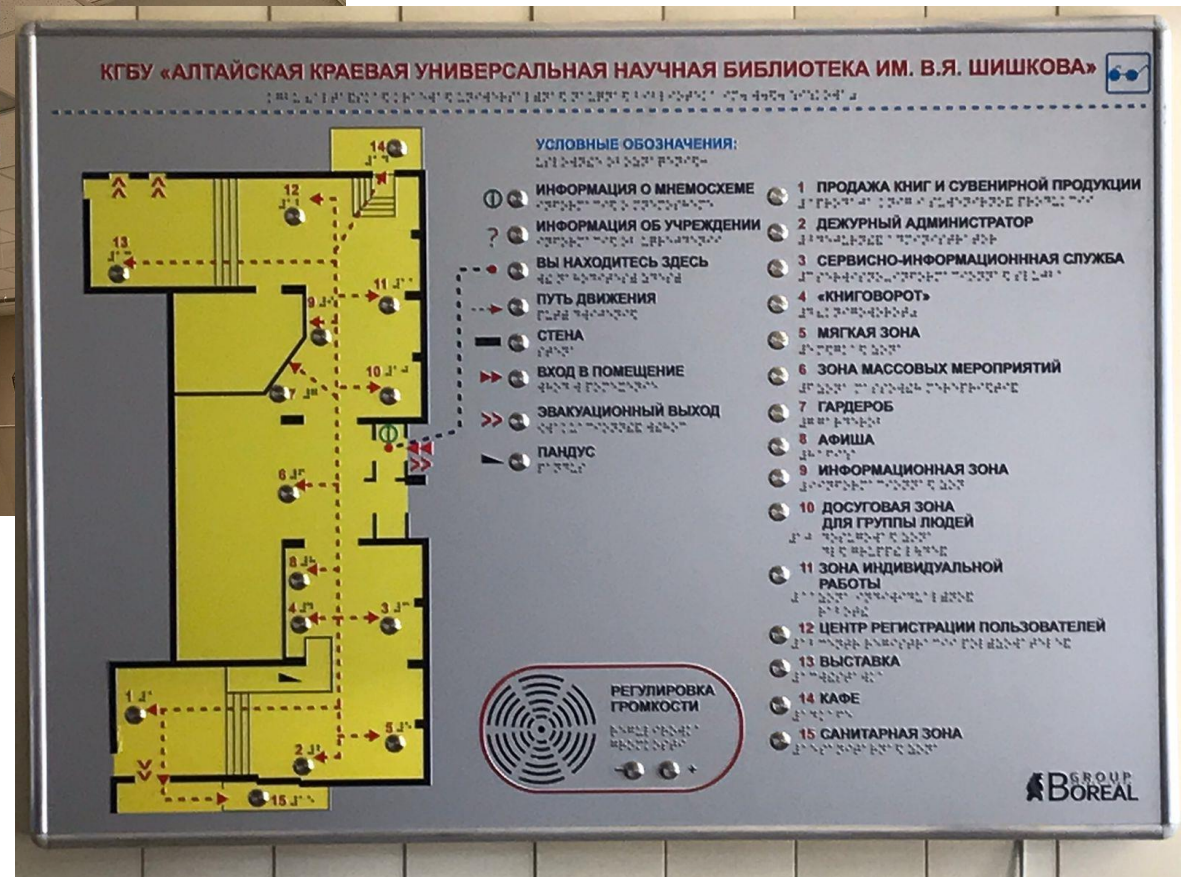 КГБУ «АЛТАЙСКАЯ КРАЕВАЯ УНИВЕРСАЛЬНАЯ НАУЧНАЯ БИБЛИОТЕКА ИМ. В.Я. ШИШКОВА»
УСЛОВНЫЕ ОБОЗНАЧЕНИЯ:
ИНФОРМАЦИЯ О МНЕМОСХЕМЕ
? ИНФОРМАЦИЯ ОБ УЧРЕЖДЕНИИ
ВЫ НАХОДИТЕСЬ ЗДЕСЬ
ПУТЬ ДВИЖЕНИЯ
СТЕНА
ВХОД В ПОМЕЩЕНИЕ
ЭВАКУАЦИОННЫЙ ВЫХОД
ПАНДУС
1 ПРОДАЖА КНИГ И СУВЕНИРНОЙ ПРОДУКЦИИ
2 ДЕЖУРНЫЙ АДМИНИСТРАТОР
3 СЕРВИСНО-ИНФОРМАЦИОНННАЯ СЛУЖБА
4 «КНИГОВОРОТ»
5 МЯГКАЯ ЗОНА
6 ЗОНА МАССОВЫХ МЕРОПРИЯТИЙ
7 ГАРДЕРОБ
8 АФИША
9 ИНФОРМАЦИОННАЯ ЗОНА
10 ДОСУГОВАЯ ЗОНА
ДЛЯ ГРУППЫ ЛЮДЕЙ
11 ЗОНА ИНДИВИДУАЛЬНОЙ
РАБОТЫ
12 ЦЕНТР РЕГИСТРАЦИИ ПОЛЬЗОВАТЕЛЕЙ
13 ВЫСТАВКА
14 КАФЕ
15 САНИТАРНАЯ ЗОНА
14
12
13
11
9
10
7
6
8
4
3
1
5
2
15
РЕГУЛИРОВКА
ГРОМКОСТИ
- +
GROUP
BOREAL